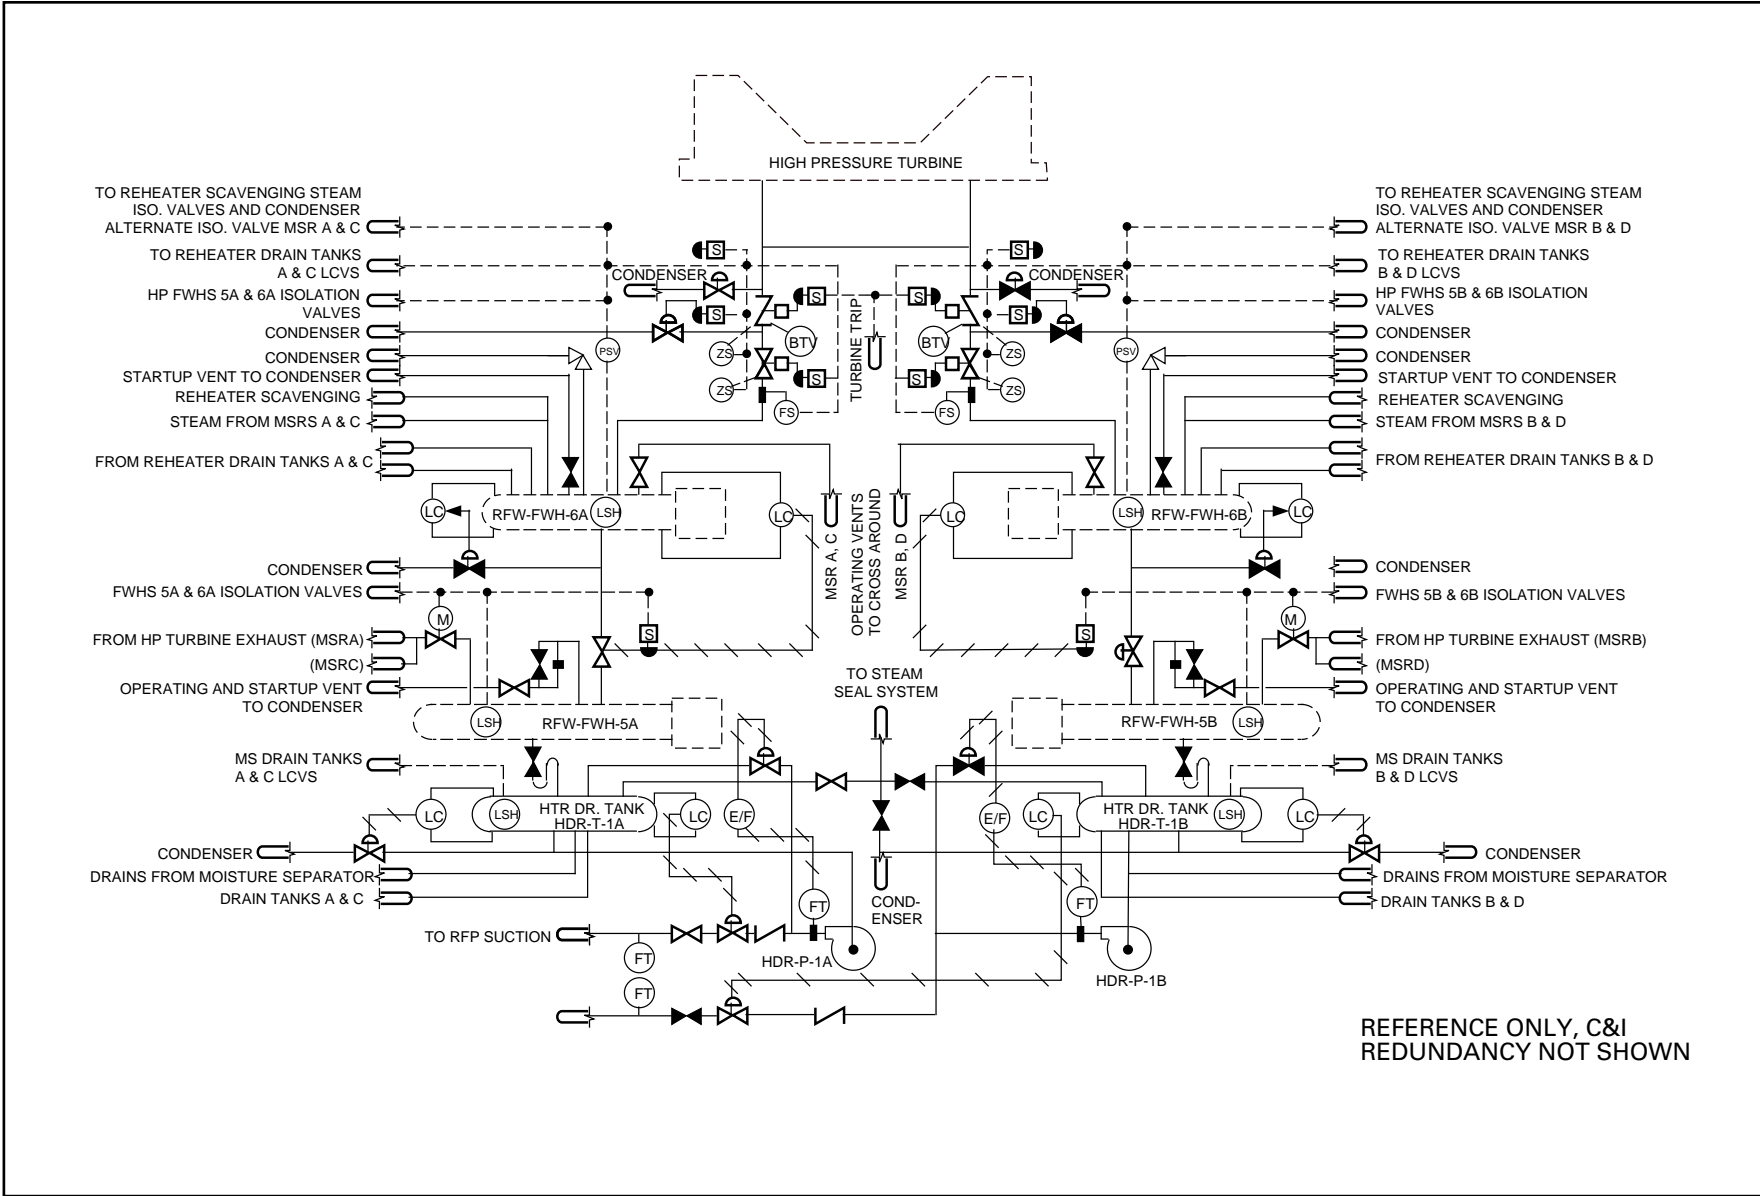 HIGH PRESSURE TURBINE
TO REHEATER SCAVENGING STEAM
ISO. VALVES AND CONDENSER
ALTERNATE ISO. VALVE MSR A & C
TO REHEATER DRAIN TANKS
A & C LCVS
HP FWHS 5A & 6A ISOLATION
VALVES
CONDENSER
CONDENSER
STARTUP VENT TO CONDENSER
REHEATER SCAVENGING
STEAM FROM MSRS A & C
FROM REHEATER DRAIN TANKS A & C
TO REHEATER SCAVENGING STEAM
ISO. VALVES AND CONDENSER
ALTERNATE ISO. VALVE MSR B & D
TO REHEATER DRAIN TANKS
B & D LCVS
HP FWHS 5B & 6B ISOLATION
VALVES
CONDENSER
CONDENSER
STARTUP VENT TO CONDENSER
REHEATER SCAVENGING
STEAM FROM MSRS B & D
FROM REHEATER DRAIN TANKS B & D
S
S
CONDENSER
CONDENSER
S
S
S
S
TURBINE TRIP
PSV
ZS
BTV
BTV
ZS
PSV
S
S
ZS
ZS
FS
FS
LC
RFW-FWH-6A
LSH
LC
LC
LSH
RFW-FWH-6B
LC
MSR A, C
OPERATING VENTS
TO CROSS AROUND
MSR B, D
CONDENSER
FWHS 5A & 6A ISOLATION VALVES
M
FROM HP TURBINE EXHAUST (MSRA)
(MSRC)
OPERATING AND STARTUP VENT
TO CONDENSER
S
S
CONDENSER
FWHS 5B & 6B ISOLATION VALVES
M
FROM HP TURBINE EXHAUST (MSRB)
(MSRD)
OPERATING AND STARTUP VENT
TO CONDENSER
TO STEAM
SEAL SYSTEM
LSH
RFW-FWH-5A
RFW-FWH-5B
LSH
MS DRAIN TANKS
A & C LCVS
MS DRAIN TANKS
B & D LCVS
LC
LSH
HTR DR. TANK
HDR-T-1A
LC
E/F
E/F
LC
HTR DR. TANK
HDR-T-1B
LSH
LC
CONDENSER
DRAINS FROM MOISTURE SEPARATOR
DRAIN TANKS A & C
CONDENSER
DRAINS FROM MOISTURE SEPARATOR
DRAIN TANKS B & D
FT
COND-
ENSER
FT
TO RFP SUCTION
FT
HDR-P-1A
HDR-P-1B
FT
REFERENCE ONLY, C&I
REDUNDANCY NOT SHOWN